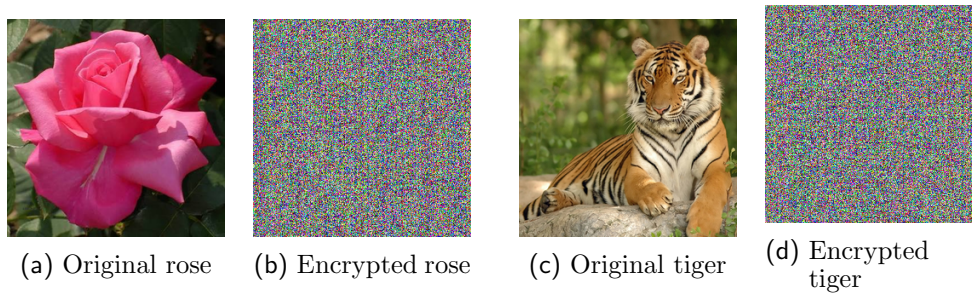 (a) Original rose
(b) Encrypted rose
(c) Original tiger
(d) Encrypted
tiger